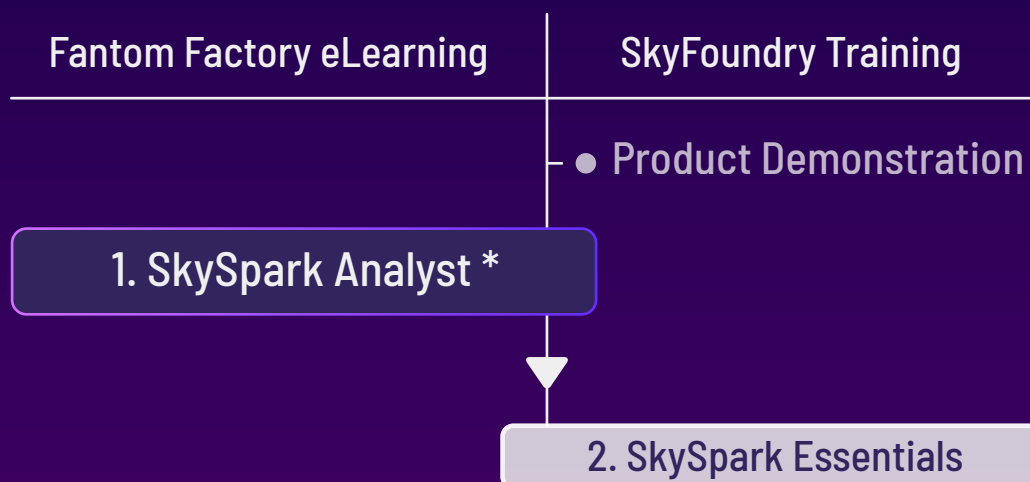 Fantom Factory eLearning
SkyFoundry Training
Product Demonstration
1. SkySpark Analyst *
2. SkySpark Essentials